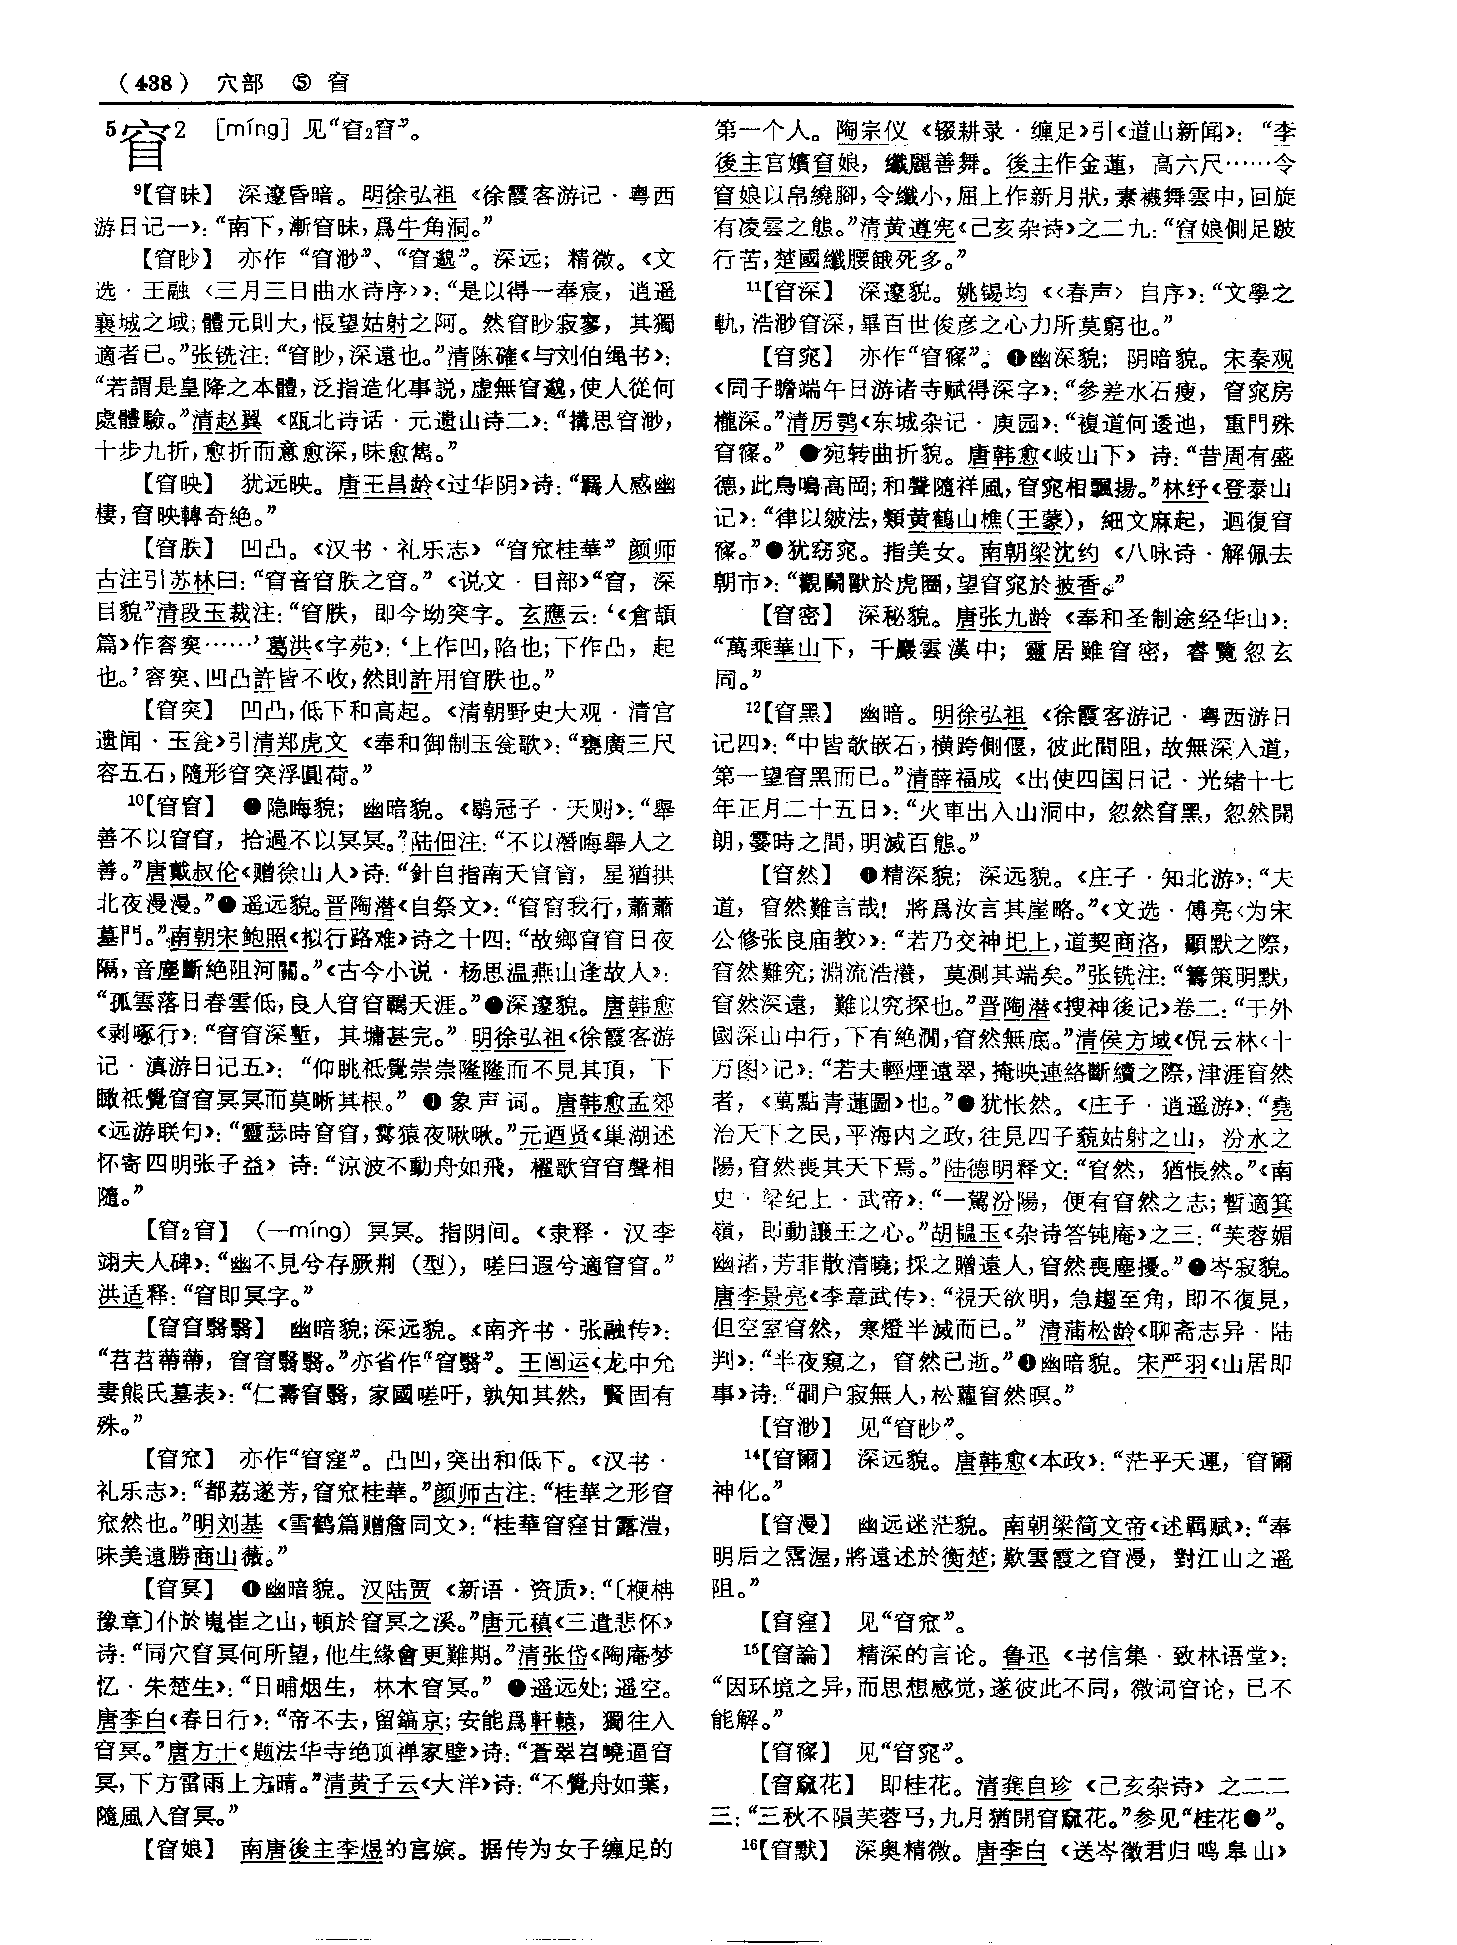 （438） 穴部 ⑤ 窅
5窅2 [míng] 见“窅2窅”。
9【窅昧】 深邃昏暗。明徐弘祖《徐霞客游记·粤西
游日记一》：“南下，漸窅昧，爲牛角洞。”
【窅眇】 亦作“窅渺”、“窅邈”。深远；精微。《文
选·王融〈三月三日曲水诗序〉》：“是以得一奉宸，逍遥
襄城之域；體元則大，悵望姑射之阿。然窅眇寂寥，其獨
適者已。”张铣注：“窅眇，深遠也。”清陈確《与刘伯绳书》：
“若謂是皇降之本體，泛指造化事説，虚無窅邈，使人從何
處體驗。”清赵翼《瓯北诗话·元遗山诗二》：“構思窅渺，
十步九折，愈折而意愈深，味愈雋。”
【窅映】 犹远映。唐王昌龄《过华阴》诗：“羈人感幽
棲，窅映轉奇絶。”
【窅胅】 凹凸。《汉书·礼乐志》“窅窊桂華”颜师
古注引苏林曰：“窅音窅胅之窅。”《说文·目部》“窅，深
目貌”清段玉裁注：“窅胅，即今坳突字。玄應云：‘《倉頡
篇》作容突……’葛洪《字苑》：‘上作凹，陷也；下作凸，起
也。’容突、凹凸許皆不收，然則許用窅胅也。”
【窅突】 凹凸，低下和高起。《清朝野史大观·清宫
遗闻·玉瓮》引清郑虎文《奉和御制玉瓮歌》：“甕廣三尺
容五石，隨形窅突浮圓荷。”
10【窅窅】 ❶隐晦貌；幽暗貌。《鹖冠子·天则》：“舉
善不以窅窅，拾過不以冥冥。”陆佃注：“不以潛晦舉人之
善。”唐戴叔伦《赠徐山人》诗：“針自指南天窅窅，星猶拱
北夜漫漫。”❷遥远貌。晋陶潜《自祭文》：“窅窅我行，蕭蕭
墓門。”南朝宋鲍照《拟行路难》诗之十四：“故鄉窅窅日夜
隔，音塵斷絶阻河關。”《古今小说·杨思温燕山逢故人》：
“孤雲落日春雲低，良人窅窅羈天涯。”❸深邃貌。唐韩愈
《剥啄行》：“窅窅深塹，其墉甚完。”明徐弘祖《徐霞客游
记·滇游日记五》：“仰眺祗覺崇崇隆隆而不見其頂，下
瞰祗覺窅窅冥冥而莫晰其根。”❹象声词。唐韩愈孟郊
《远游联句》：“靈瑟時窅窅，霠猿夜啾啾。”元迺贤《巢湖述
怀寄四明张子益》诗：“涼波不動舟如飛，櫂歌窅窅聲相
隨。”
【窅2窅】（—míng）冥冥。指阴间。《隶释·汉李
翊夫人碑》：“幽不見兮存厥荆（型），嗟曰遐兮適窅窅。”
洪适释：“窅即冥字。”
【窅窅翳翳】 幽暗貌；深远貌。《南齐书·张融传》：
“苕苕蔕蔕，窅窅翳翳。”亦省作“窅翳”。王闿运《龙中允
妻熊氏墓表》：“仁壽窅翳，家國嗟吁，孰知其然，賢固有
殊。”
【窅窊】 亦作“窅窪”。凸凹，突出和低下。《汉书·
礼乐志》：“都荔遂芳，窅窊桂華。”颜师古注：“桂華之形窅
窊然也。”明刘基《雪鹤篇赠詹同文》：“桂華窅窪甘露澧，
味美遠勝商山薇。”
【窅冥】 ❶幽暗貌。汉陆贾《新语·资质》：“〔梗柟
豫章〕仆於嵬崔之山，頓於窅冥之溪。”唐元稹《三遣悲怀》
诗：“同穴窅冥何所望，他生緣會更難期。”清张岱《陶庵梦
忆·朱楚生》：“日晡烟生，林木窅冥。”❷遥远处；遥空。
唐李白《春日行》：“帝不去，留鎬京；安能爲軒轅，獨往入
窅冥。”唐方干《题法华寺绝顶禅家壁》诗：“蒼翠岧嶢逼窅
冥，下方雷雨上方晴。”清黄子云《大洋》诗：“不覺舟如葉，
隨風入窅冥。”
【窅娘】 南唐後主李煜的宫嫔。据传为女子缠足的
第一个人。陶宗仪《辍耕录·缠足》引《道山新闻》：“李
後主宫嬪窅娘，纖麗善舞。後主作金蓮，高六尺……令
窅娘以帛繞脚，令纖小，屈上作新月狀，素襪舞雲中，回旋
有凌雲之態。”清黄遵宪《己亥杂诗》之二九：“窅娘側足跛
行苦，楚國纖腰餓死多。”
11【窅深】 深邃貌。姚锡均《〈春声〉自序》：“文學之
軌，浩渺窅深，畢百世俊彦之心力所莫窮也。”
【窅窕】 亦作“窅窱”。❶幽深貌；阴暗貌。宋秦观
《同子瞻端午日游诸寺赋得深字》：“参差水石瘦，窅窕房
櫳深。”清厉鹗《东城杂记·庾园》：“複道何逶迤，重門殊
窅窱。”❷宛转曲折貌。唐韩愈《岐山下》诗：“昔周有盛
德，此鳥鳴高岡；和聲隨祥風，窅窕相飄揚。”林纾《登泰山
记》：“律以皴法，類黄鹤山樵（王蒙），細文麻起，迴復窅
窱。”❸犹窈窕。指美女。南朝梁沈约《八咏诗·解佩去
朝市》：“觀鬭獸於虎圈，望窅窕於披香。”
【窅密】 深秘貌。唐张九龄《奉和圣制途经华山》：
“萬乘華山下，千巖雲漢中；靈居雖窅密，睿覽忽玄
同。”
12【窅黑】 幽暗。明徐弘祖《徐霞客游记·粤西游日
记四》：“中皆欹嵌石，横跨側偃，彼此間阻，故無深入道，
第一望窅黑而已。”清薛福成《出使四国日记·光绪十七
年正月二十五日》：“火車出入山洞中，忽然窅黑，忽然開
朗，霎時之間，明滅百態。”
【窅然】 ❶精深貌；深远貌。《庄子·知北游》：“夫
道，窅然難言哉！將爲汝言其崖略。”《文选·傅亮〈为宋
公修张良庙教〉》：“若乃交神圯上，道契商洛，顯默之際，
窅然難究；淵流浩瀁，莫測其端矣。”张铣注：“籌策明默，
窅然深遠，難以究探也。”晋陶潜《搜神後记》卷二：“于外
國深山中行，下有絶澗，窅然無底。”清侯方域《倪云林〈十
万图〉记》：“若夫輕煙遠翠，掩映連絡斷續之際，津涯窅然
者，《萬點青蓮圖》也。”❷犹怅然。《庄子·逍遥游》：“堯
治天下之民，平海内之政，往見四子藐姑射之山，汾水之
陽，窅然喪其天下焉。”陆德明释文：“窅然，猶悵然。”《南
史·梁纪上·武帝》：“一駕汾陽，便有窅然之志；暫適箕
嶺，即動讓王之心。”胡韫玉《杂诗答钝庵》之三：“芙蓉媚
幽渚，芳菲散清曉；採之贈遠人，窅然喪塵擾。”❸岑寂貌。
唐李景亮《李章武传》：“視天欲明，急趨至角，即不復見，
但空室窅然，寒燈半滅而已。”清蒲松龄《聊斋志异·陆
判》：“半夜窺之，窅然已逝。”❹幽暗貌。宋严羽《山居即
事》诗：“磵户寂無人，松蘿窅然暝。”
【窅渺】 见“窅眇”。
14【窅爾】 深远貌。唐韩愈《本政》：“茫乎天運，窅爾
神化。”
【窅漫】 幽远迷茫貌。南朝梁简文帝《述羁赋》：“奉
明后之霑渥，將遠述於衡楚；歎雲霞之窅漫，對江山之遥
阻。”
【窅窪】 见“窅窊”。
15【窅論】 精深的言论。鲁迅《书信集·致林语堂》：
“因环境之异，而思想感觉，遂彼此不同，微词窅论，已不
能解。”
【窅窱】 见“窅窕”。
【窅窳花】 即桂花。清龚自珍《己亥杂诗》之二二
三：“三秋不隕芙蓉弓，九月猶開窅窳花。”参见“桂花❶”。
16【窅默】 深奥精微。唐李白《送岑徵君归鸣皋山》